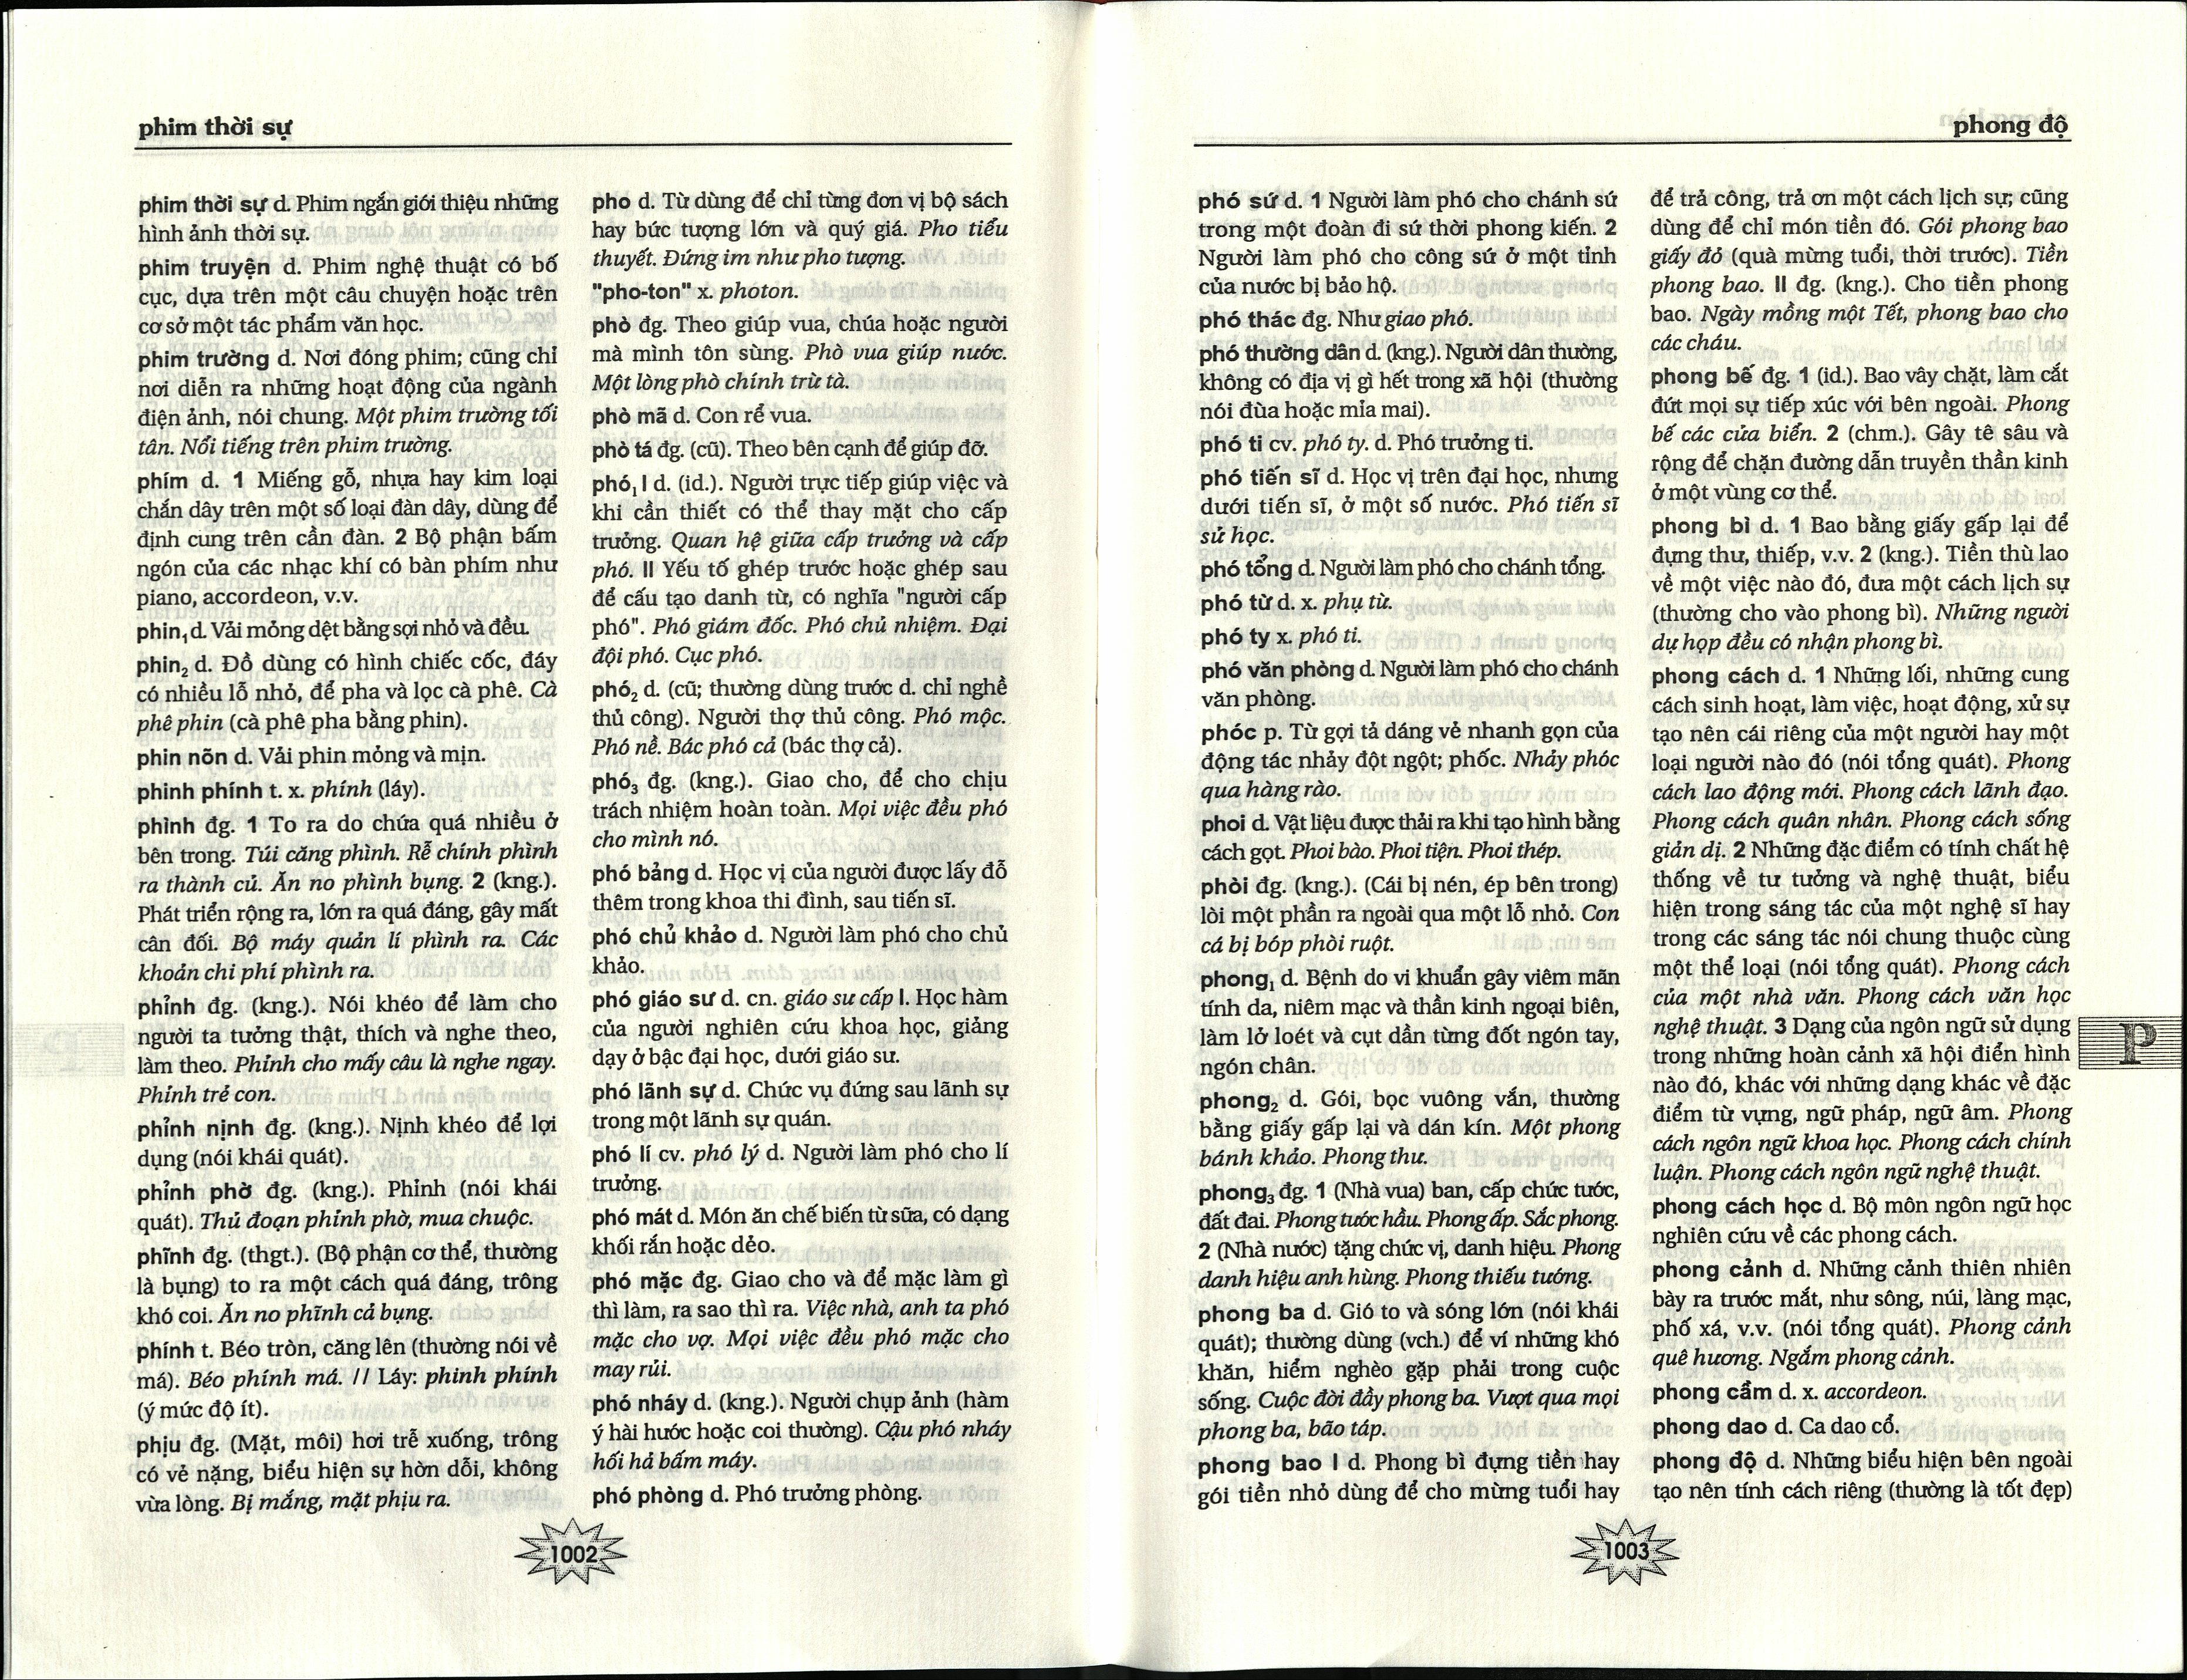 phim thời sự
phim thời sự d. Phim ngắn giới thiệu những
hình ảnh thời sự.
phim truyện d. Phim nghệ thuật có bố
cục, dựa trên một câu chuyện hoặc trên
cơ sở một tác phẩm văn học.
phim trường d. Nơi đóng phim; cũng chỉ
nơi diễn ra những hoạt động của ngành
điện ảnh, nói chung. Một phim trường tối
tân. Nổi tiếng trên phim trường.
phím d. 1 Miếng gỗ, nhựa hay kim loại
chắn dây trên một số loại đàn dây, dùng để
định cung trên cần đàn. 2 Bộ phận bấm
ngón của các nhạc khí có bàn phím như
piano, accordeon, v.v.
phin₁ d. Vải mỏng dệt bằng sợi nhỏ và đều.
phin₂ d. Đồ dùng có hình chiếc cốc, đáy
có nhiều lỗ nhỏ, để pha và lọc cà phê. Cà
phê phin (cà phê pha bằng phin).
phin nõn d. Vải phin mỏng và mịn.
phinh phính t. x. phính (láy).
phình đg. 1 To ra do chứa quá nhiều ở
bên trong. Túi căng phình. Rễ chính phình
ra thành củ. Ăn no phình bụng. 2 (kng.).
Phát triển rộng ra, lớn ra quá đáng, gây mất
cân đối. Bộ máy quản lí phình ra. Các
khoản chi phí phình ra.
phỉnh đg. (kng.). Nói khéo để làm cho
người ta tưởng thật, thích và nghe theo,
làm theo. Phỉnh cho mấy câu là nghe ngay.
Phỉnh trẻ con.
phỉnh nịnh đg. (kng.). Nịnh khéo để lợi
dụng (nói khái quát).
phỉnh phờ đg. (kng.). Phỉnh (nói khái
quát). Thủ đoạn phỉnh phờ, mua chuộc.
phĩnh đg. (thgt.). (Bộ phận cơ thể, thường
là bụng) to ra một cách quá đáng, trông
khó coi. Ăn no phĩnh cả bụng.
phính t. Béo tròn, căng lên (thường nói về
má). Béo phính má. // Láy: phinh phính
(ý mức độ ít).
phịu đg. (Mặt, môi) hơi trễ xuống, trông
có vẻ nặng, biểu hiện sự hờn dỗi, không
vừa lòng. Bị mắng, mặt phịu ra.
pho d. Từ dùng để chỉ từng đơn vị bộ sách
hay bức tượng lớn và quý giá. Pho tiểu
thuyết. Đứng im như pho tượng.
"pho-ton" x. photon.
phò đg. Theo giúp vua, chúa hoặc người
mà mình tôn sùng. Phò vua giúp nước.
Một lòng phò chính trừ tà.
phò mã d. Con rể vua.
phò tá đg. (cũ). Theo bên cạnh để giúp đỡ.
phó₁ I d. (id.). Người trực tiếp giúp việc và
khi cần thiết có thể thay mặt cho cấp
trưởng. Quan hệ giữa cấp trưởng và cấp
phó. II Yếu tố ghép trước hoặc ghép sau
để cấu tạo danh từ, có nghĩa "người cấp
phó". Phó giám đốc. Phó chủ nhiệm. Đại
đội phó. Cục phó.
phó₂ d. (cũ; thường dùng trước d. chỉ nghề
thủ công). Người thợ thủ công. Phó mộc.
Phó nề. Bác phó cả (bác thợ cả).
phó₃ đg. (kng.). Giao cho, để cho chịu
trách nhiệm hoàn toàn. Mọi việc đều phó
cho mình nó.
phó bảng d. Học vị của người được lấy đỗ
thêm trong khoa thi đình, sau tiến sĩ.
phó chủ khảo d. Người làm phó cho chủ
khảo.
phó giáo sư d. cn. giáo sư cấp I. Học hàm
của người nghiên cứu khoa học, giảng
dạy ở bậc đại học, dưới giáo sư.
phó lãnh sự d. Chức vụ đứng sau lãnh sự
trong một lãnh sự quán.
phó lí cv. phó lý d. Người làm phó cho lí
trưởng.
phó mát d. Món ăn chế biến từ sữa, có dạng
khối rắn hoặc dẻo.
phó mặc đg. Giao cho và để mặc làm gì
thì làm, ra sao thì ra. Việc nhà, anh ta phó
mặc cho vợ. Mọi việc đều phó mặc cho
may rủi.
phó nháy d. (kng.). Người chụp ảnh (hàm
ý hài hước hoặc coi thường). Cậu phó nháy
hối hả bấm máy.
phó phòng d. Phó trưởng phòng.
1002
phong độ
phó sứ d. 1 Người làm phó cho chánh sứ
trong một đoàn đi sứ thời phong kiến. 2
Người làm phó cho công sứ ở một tỉnh
của nước bị bảo hộ.
phó thác đg. Như giao phó.
phó thường dân d. (kng.). Người dân thường,
không có địa vị gì hết trong xã hội (thường
nói đùa hoặc mỉa mai).
phó ti cv. phó ty. d. Phó trưởng ti.
phó tiến sĩ d. Học vị trên đại học, nhưng
dưới tiến sĩ, ở một số nước. Phó tiến sĩ
sử học.
phó tổng d. Người làm phó cho chánh tổng.
phó từ d. x. phụ từ.
phó ty x. phó ti.
phó văn phòng d. Người làm phó cho chánh
văn phòng.
phóc p. Từ gợi tả dáng vẻ nhanh gọn của
động tác nhảy đột ngột; phốc. Nhảy phóc
qua hàng rào.
phoi d. Vật liệu được thải ra khi tạo hình bằng
cách gọt. Phoi bào. Phoi tiện. Phoi thép.
phòi đg. (kng.). (Cái bị nén, ép bên trong)
lòi một phần ra ngoài qua một lỗ nhỏ. Con
cá bị bóp phòi ruột.
phong₁ d. Bệnh do vi khuẩn gây viêm mãn
tính da, niêm mạc và thần kinh ngoại biên,
làm lở loét và cụt dần từng đốt ngón tay,
ngón chân.
phong₂ d. Gói, bọc vuông vắn, thường
bằng giấy gấp lại và dán kín. Một phong
bánh khảo. Phong thư.
phong₃ đg. 1 (Nhà vua) ban, cấp chức tước,
đất đai. Phong tước hầu. Phong ấp. Sắc phong.
2 (Nhà nước) tặng chức vị, danh hiệu. Phong
danh hiệu anh hùng. Phong thiếu tướng.
phong ba d. Gió to và sóng lớn (nói khái
quát); thường dùng (vch.) để ví những khó
khăn, hiểm nghèo gặp phải trong cuộc
sống. Cuộc đời đầy phong ba. Vượt qua mọi
phong ba, bão táp.
phong bao I d. Phong bì đựng tiền hay
gói tiền nhỏ dùng để cho mừng tuổi hay
để trả công, trả ơn một cách lịch sự; cũng
dùng để chỉ món tiền đó. Gói phong bao
giấy đỏ (quà mừng tuổi, thời trước). Tiền
phong bao. II đg. (kng.). Cho tiền phong
bao. Ngày mồng một Tết, phong bao cho
các cháu.
phong bế đg. 1 (id.). Bao vây chặt, làm cắt
đứt mọi sự tiếp xúc với bên ngoài. Phong
bế các cửa biển. 2 (chm.). Gây tê sâu và
rộng để chặn đường dẫn truyền thần kinh
ở một vùng cơ thể.
phong bì d. 1 Bao bằng giấy gấp lại để
đựng thư, thiếp, v.v. 2 (kng.). Tiền thù lao
về một việc nào đó, đưa một cách lịch sự
(thường cho vào phong bì). Những người
dự họp đều có nhận phong bì.
phong cách d. 1 Những lối, những cung
cách sinh hoạt, làm việc, hoạt động, xử sự
tạo nên cái riêng của một người hay một
loại người nào đó (nói tổng quát). Phong
cách lao động mới. Phong cách lãnh đạo.
Phong cách quân nhân. Phong cách sống
giản dị. 2 Những đặc điểm có tính chất hệ
thống về tư tưởng và nghệ thuật, biểu
hiện trong sáng tác của một nghệ sĩ hay
trong các sáng tác nói chung thuộc cùng
một thể loại (nói tổng quát). Phong cách
của một nhà văn. Phong cách văn học
nghệ thuật. 3 Dạng của ngôn ngữ sử dụng
trong những hoàn cảnh xã hội điển hình
nào đó, khác với những dạng khác về đặc
điểm từ vựng, ngữ pháp, ngữ âm. Phong
cách ngôn ngữ khoa học. Phong cách chính
luận. Phong cách ngôn ngữ nghệ thuật.
phong cách học d. Bộ môn ngôn ngữ học
nghiên cứu về các phong cách.
phong cảnh d. Những cảnh thiên nhiên
bày ra trước mắt, như sông, núi, làng mạc,
phố xá, v.v. (nói tổng quát). Phong cảnh
quê hương. Ngắm phong cảnh.
phong cầm d. x. accordeon.
phong dao d. Ca dao cổ.
phong độ d. Những biểu hiện bên ngoài
tạo nên tính cách riêng (thường là tốt đẹp)
P
1003